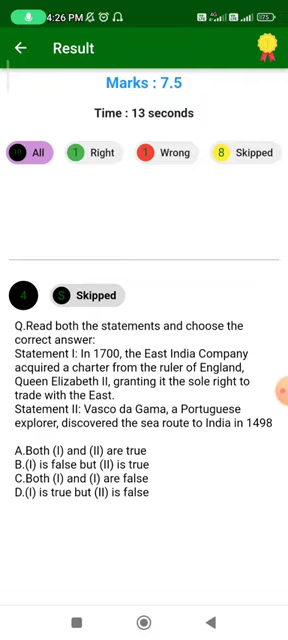 4:26 PM
Result
Marks : 7.5
Time : 13 seconds
10 All
1 Right
1 Wrong
8 Skipped
4
S Skipped
Q.Read both the statements and choose the
correct answer:
Statement I: In 1700, the East India Company
acquired a charter from the ruler of England,
Queen Elizabeth II, granting it the sole right to
trade with the East.
Statement II: Vasco da Gama, a Portuguese
explorer, discovered the sea route to India in 1498
A.Both (I) and (II) are true
B.(I) is false but (II) is true
C.Both (I) and (I) are false
D.(I) is true but (II) is false